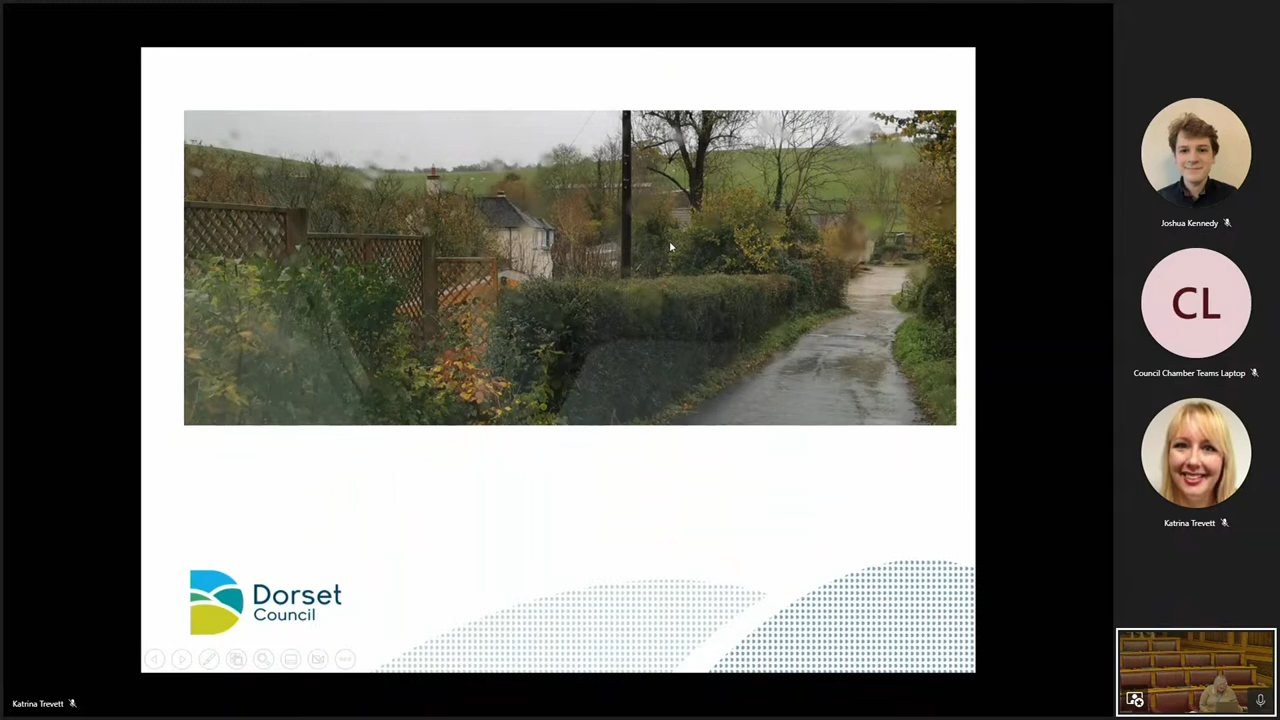 Joshua Kennedy
CL
Council Chamber Teams Laptop
Katrina Trevett
Dorset
Council
Katrina Trevett